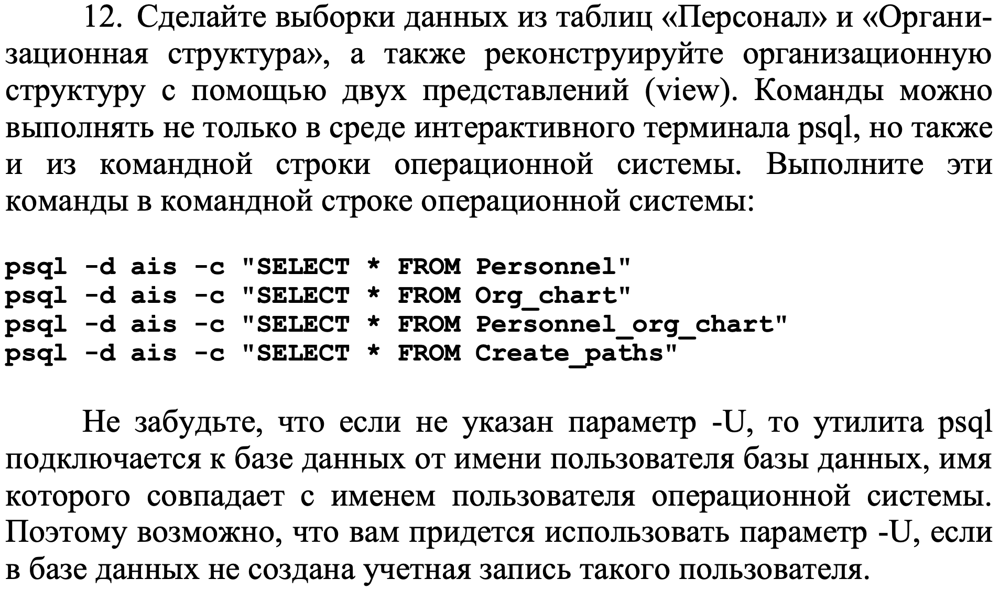 12. Сделайте выборки данных из таблиц «Персонал» и «Органи-
зационная структура», а также реконструируйте организационную
структуру с помощью двух представлений (view). Команды можно
выполнять не только в среде интерактивного терминала psql, но также
и из командной строки операционной системы. Выполните эти
команды в командной строке операционной системы:
psql -d ais -c "SELECT * FROM Personnel"
psql -d ais -c "SELECT * FROM Org_chart"
psql -d ais -c "SELECT * FROM Personnel_org_chart"
psql -d ais -c "SELECT * FROM Create_paths"
Не забудьте, что если не указан параметр -U, то утилита psql
подключается к базе данных от имени пользователя базы данных, имя
которого совпадает с именем пользователя операционной системы.
Поэтому возможно, что вам придется использовать параметр -U, если
в базе данных не создана учетная запись такого пользователя.